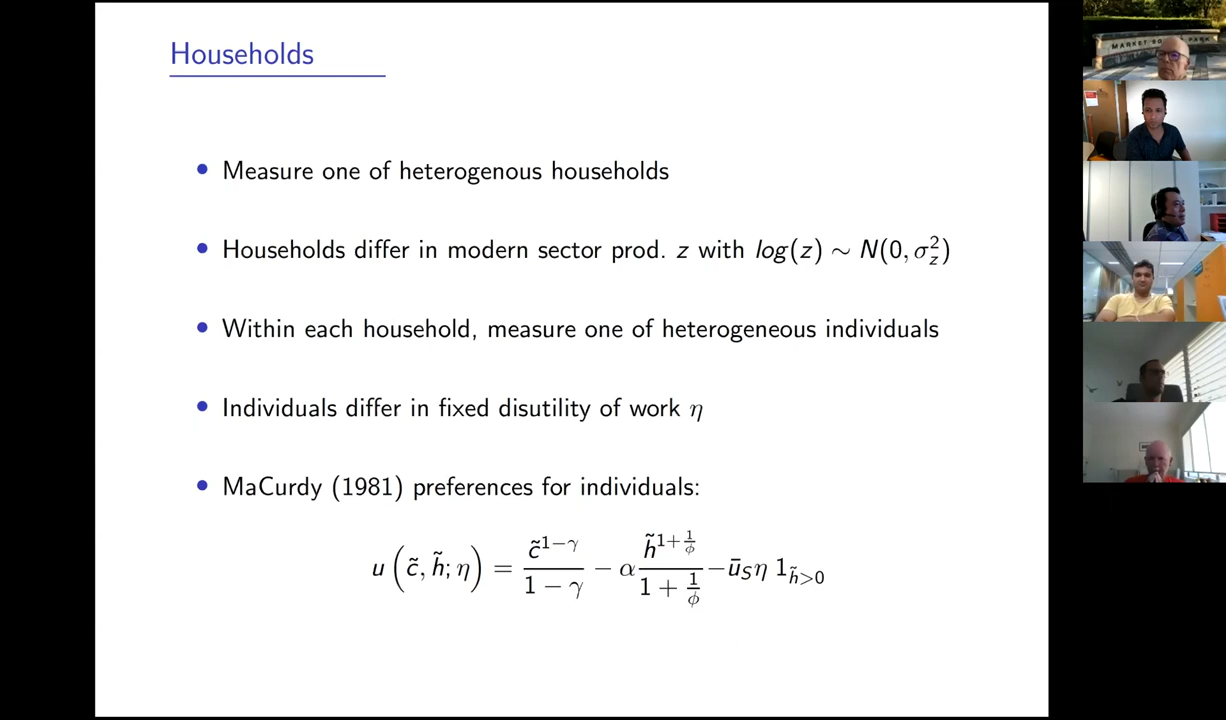 Households
• Measure one of heterogenous households
• Households differ in modern sector prod. z with log(z) ∼ N(0, σ_z^2)
• Within each household, measure one of heterogeneous individuals
• Individuals differ in fixed disutility of work η
• MaCurdy (1981) preferences for individuals:
u(c̃, h̃; η) = c̃^{1−γ}/(1 − γ) − α h̃^{1+1/ϕ}/(1 + 1/ϕ) − ū_S η 1_{h̃>0}